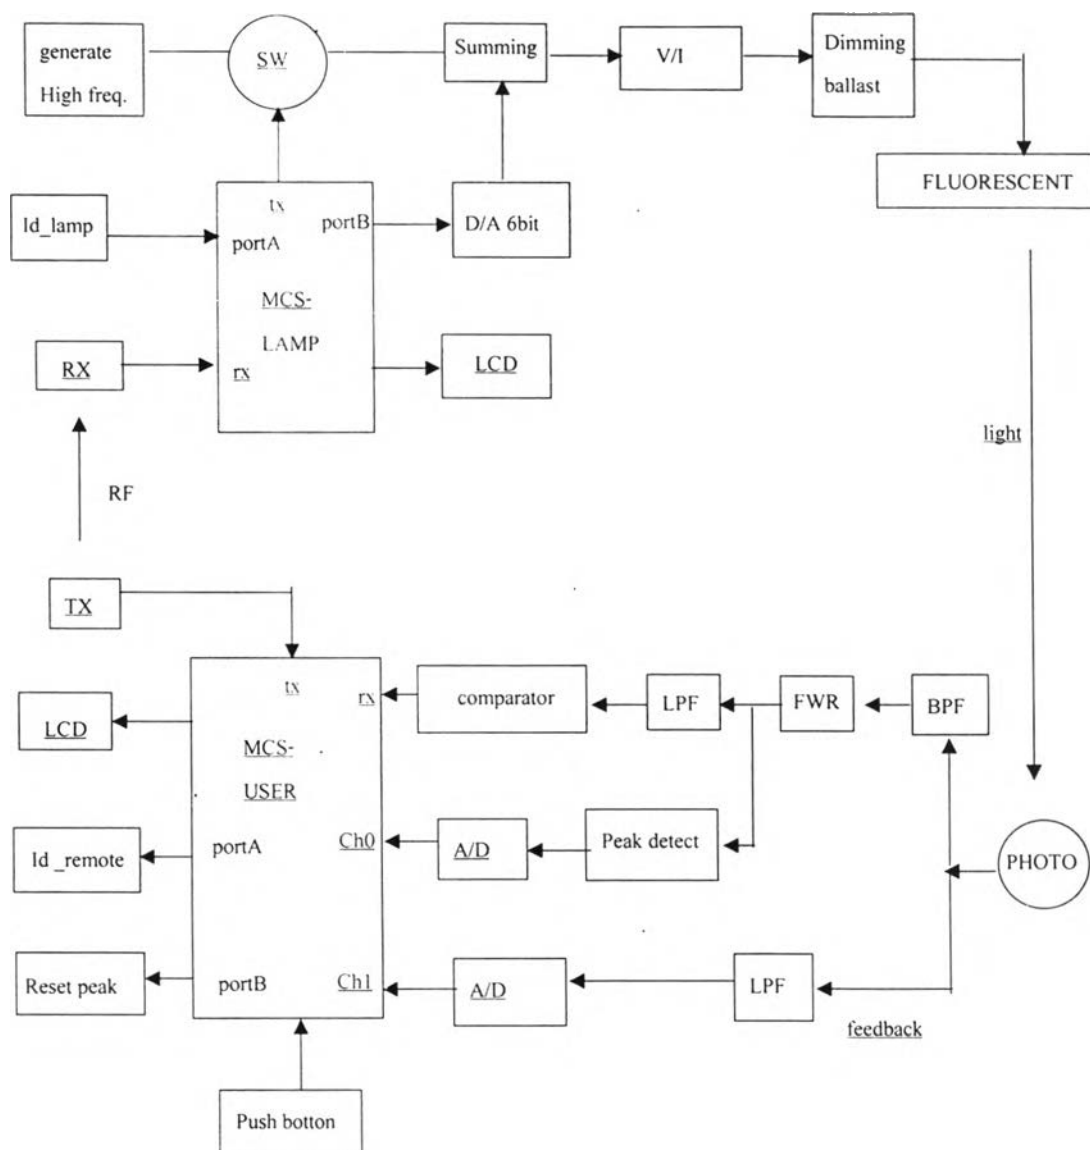 generate
High freq.
SW
Summing
V/I
Dimming
ballast
FLUORESCENT
Id_lamp
tx
portB
portA
D/A 6bit
MCS-
LAMP
RX
rx
LCD
light
RF
TX
tx
rx
comparator
LPF
FWR
BPF
LCD
MCS-
USER
Id_remote
portA
Ch0
A/D
Peak detect
PHOTO
Reset peak
portB
Ch1
A/D
LPF
feedback
Push botton